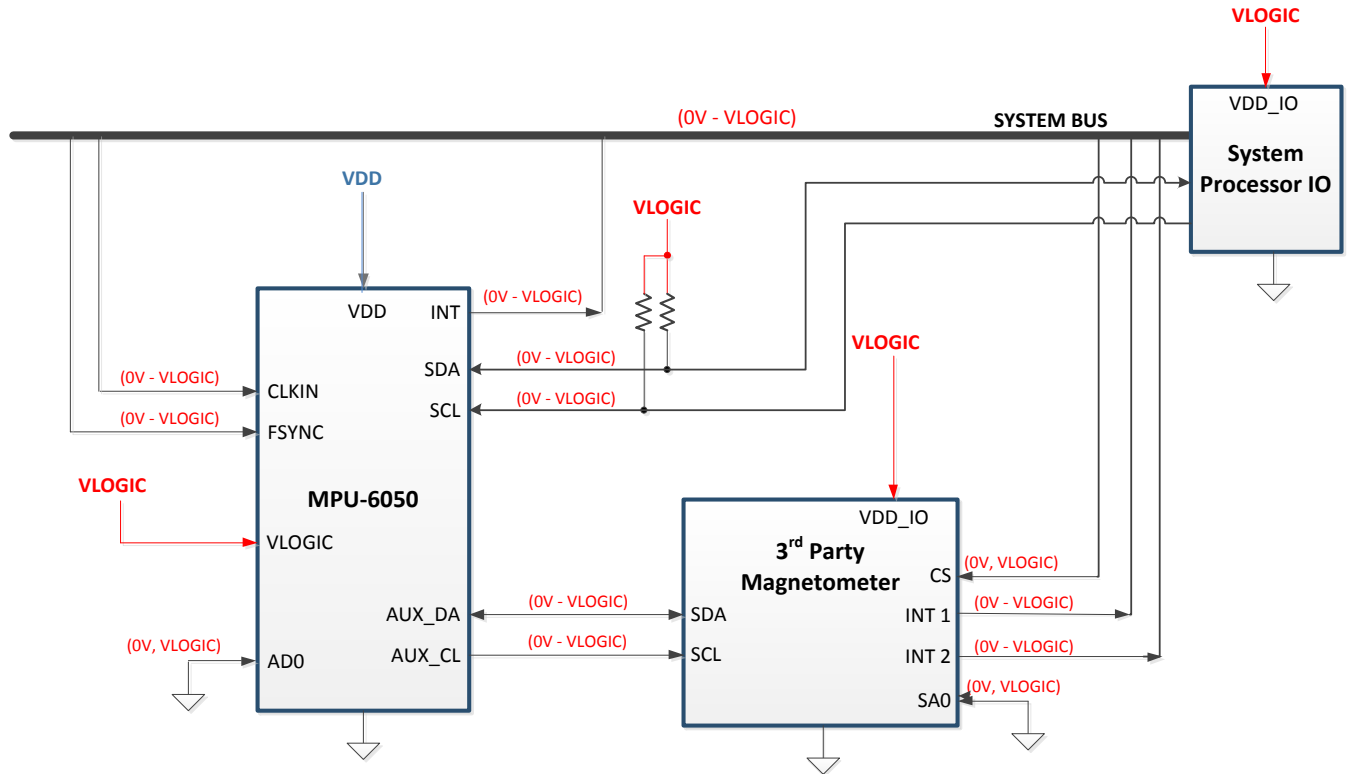 VLOGIC
VDD_IO
System
Processor IO
(0V - VLOGIC)
SYSTEM BUS
VDD
VLOGIC
VDD
INT
(0V - VLOGIC)
SDA
(0V - VLOGIC)
SCL
(0V - VLOGIC)
(0V - VLOGIC)
CLKIN
(0V - VLOGIC)
FSYNC
MPU-6050
VLOGIC
VLOGIC
AUX_DA
(0V - VLOGIC)
AUX_CL
(0V - VLOGIC)
(0V, VLOGIC)
AD0
VLOGIC
VDD_IO
3rd Party
Magnetometer
CS
(0V, VLOGIC)
SDA
INT 1
(0V - VLOGIC)
SCL
INT 2
(0V - VLOGIC)
SA0
(0V, VLOGIC)